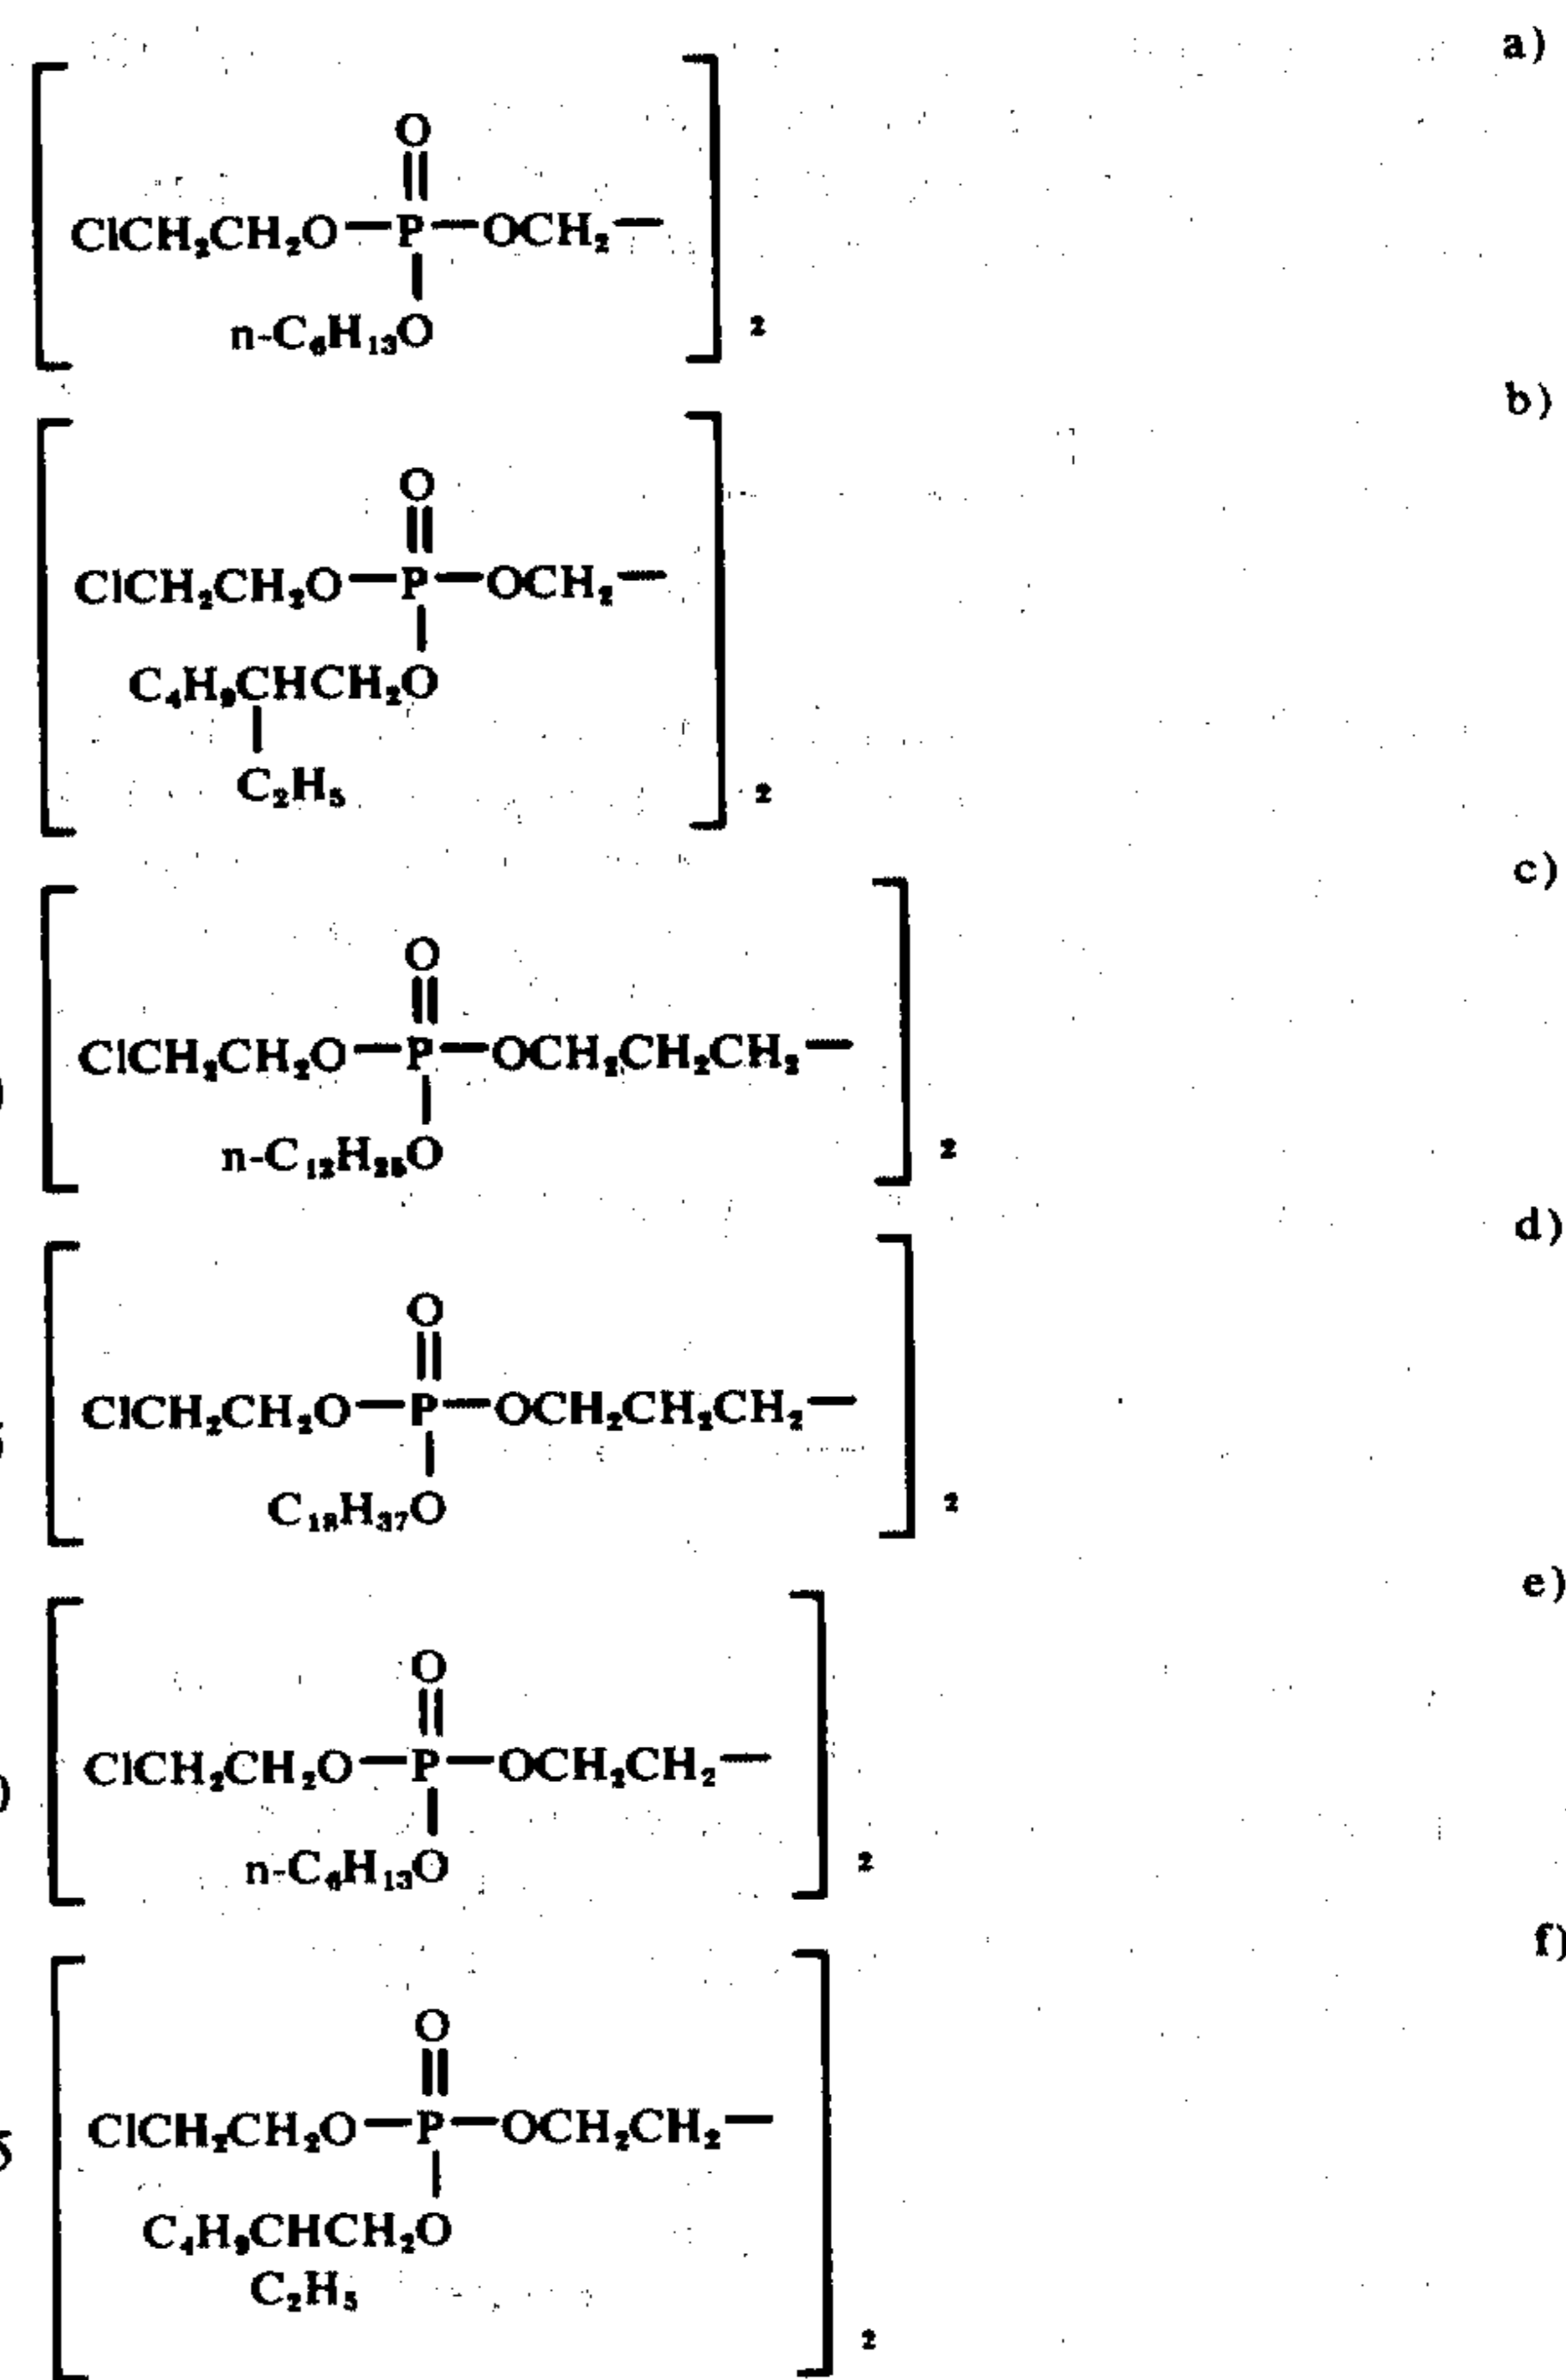 a)
O
ClCH₂CH₂O—P—OCH₂—
n-C₆H₁₃O
2
b)
O
ClCH₂CH₂O—P—OCH₂—
C₄H₉CHCH₂O
C₂H₅
2
c)
O
ClCH₂CH₂O—P—OCH₂CH₂CH₂—
n-C₁₂H₂₅O
2
d)
O
ClCH₂CH₂O—P—OCH₂CH₂CH₂—
C₁₈H₃₇O
2
e)
O
ClCH₂CH₂O—P—OCH₂CH₂—
n-C₆H₁₃O
2
f)
O
ClCH₂CH₂O—P—OCH₂CH₂—
C₄H₉CHCH₂O
C₂H₅
2